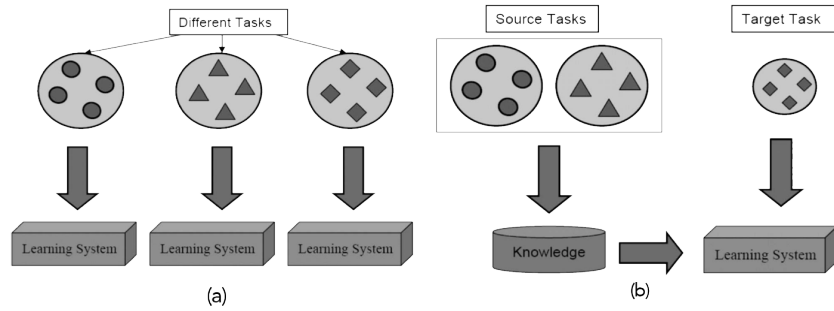 Different Tasks
Learning System
Learning System
Learning System
(a)
Source Tasks
Target Task
Knowledge
Learning System
(b)